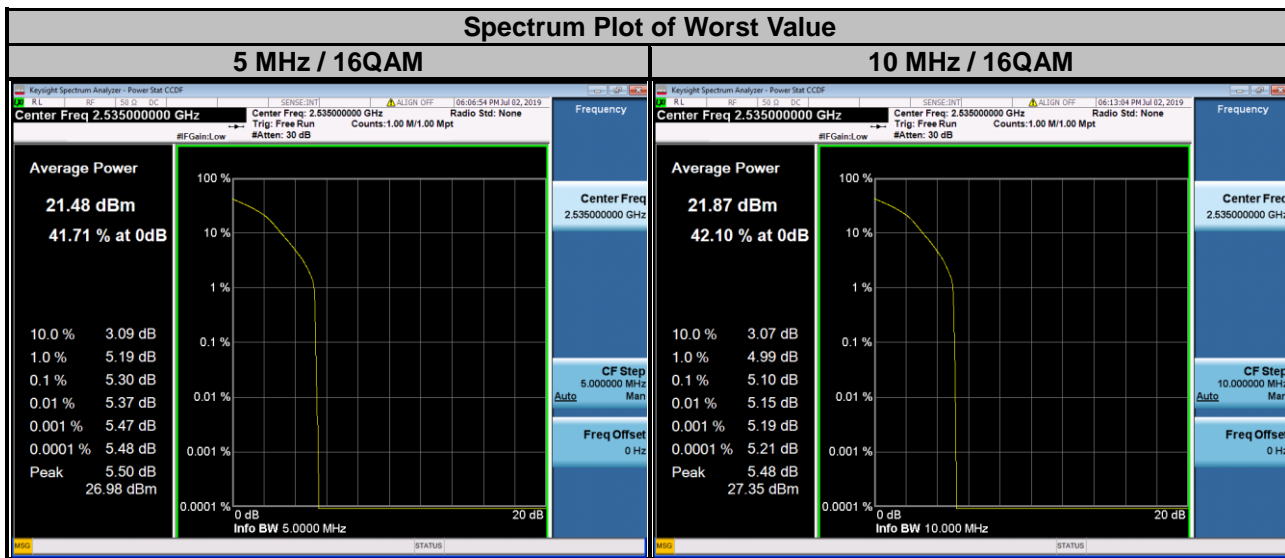 Spectrum Plot of Worst Value
5 MHz / 16QAM
10 MHz / 16QAM
Keysight Spectrum Analyzer - Power Stat CCDF
RL RF 50 Ω DC SENSE:INT ALIGN OFF 06:06:54 PM Jul 02, 2019
Center Freq 2.535000000 GHz
Center Freq: 2.535000000 GHz Radio Std: None
Trig: Free Run Counts:1.00 M/1.00 Mpt
#IFGain:Low #Atten: 30 dB
Frequency
Average Power
21.48 dBm
41.71 % at 0dB
10.0 % 3.09 dB
1.0 % 5.19 dB
0.1 % 5.30 dB
0.01 % 5.37 dB
0.001 % 5.47 dB
0.0001 % 5.48 dB
Peak 5.50 dB
26.98 dBm
100 %
10 %
1 %
0.1 %
0.01 %
0.001 %
0.0001 %
0 dB 20 dB
Info BW 5.0000 MHz
Center Freq
2.535000000 GHz
CF Step
5.000000 MHz
Auto Man
Freq Offset
0 Hz
MSG STATUS
Keysight Spectrum Analyzer - Power Stat CCDF
RL RF 50 Ω DC SENSE:INT ALIGN OFF 06:13:04 PM Jul 02, 2019
Center Freq 2.535000000 GHz
Center Freq: 2.535000000 GHz Radio Std: None
Trig: Free Run Counts:1.00 M/1.00 Mpt
#IFGain:Low #Atten: 30 dB
Frequency
Average Power
21.87 dBm
42.10 % at 0dB
10.0 % 3.07 dB
1.0 % 4.99 dB
0.1 % 5.10 dB
0.01 % 5.15 dB
0.001 % 5.19 dB
0.0001 % 5.21 dB
Peak 5.48 dB
27.35 dBm
100 %
10 %
1 %
0.1 %
0.01 %
0.001 %
0.0001 %
0 dB 20 dB
Info BW 10.000 MHz
Center Freq
2.535000000 GHz
CF Step
10.000000 MHz
Auto Man
Freq Offset
0 Hz
MSG STATUS